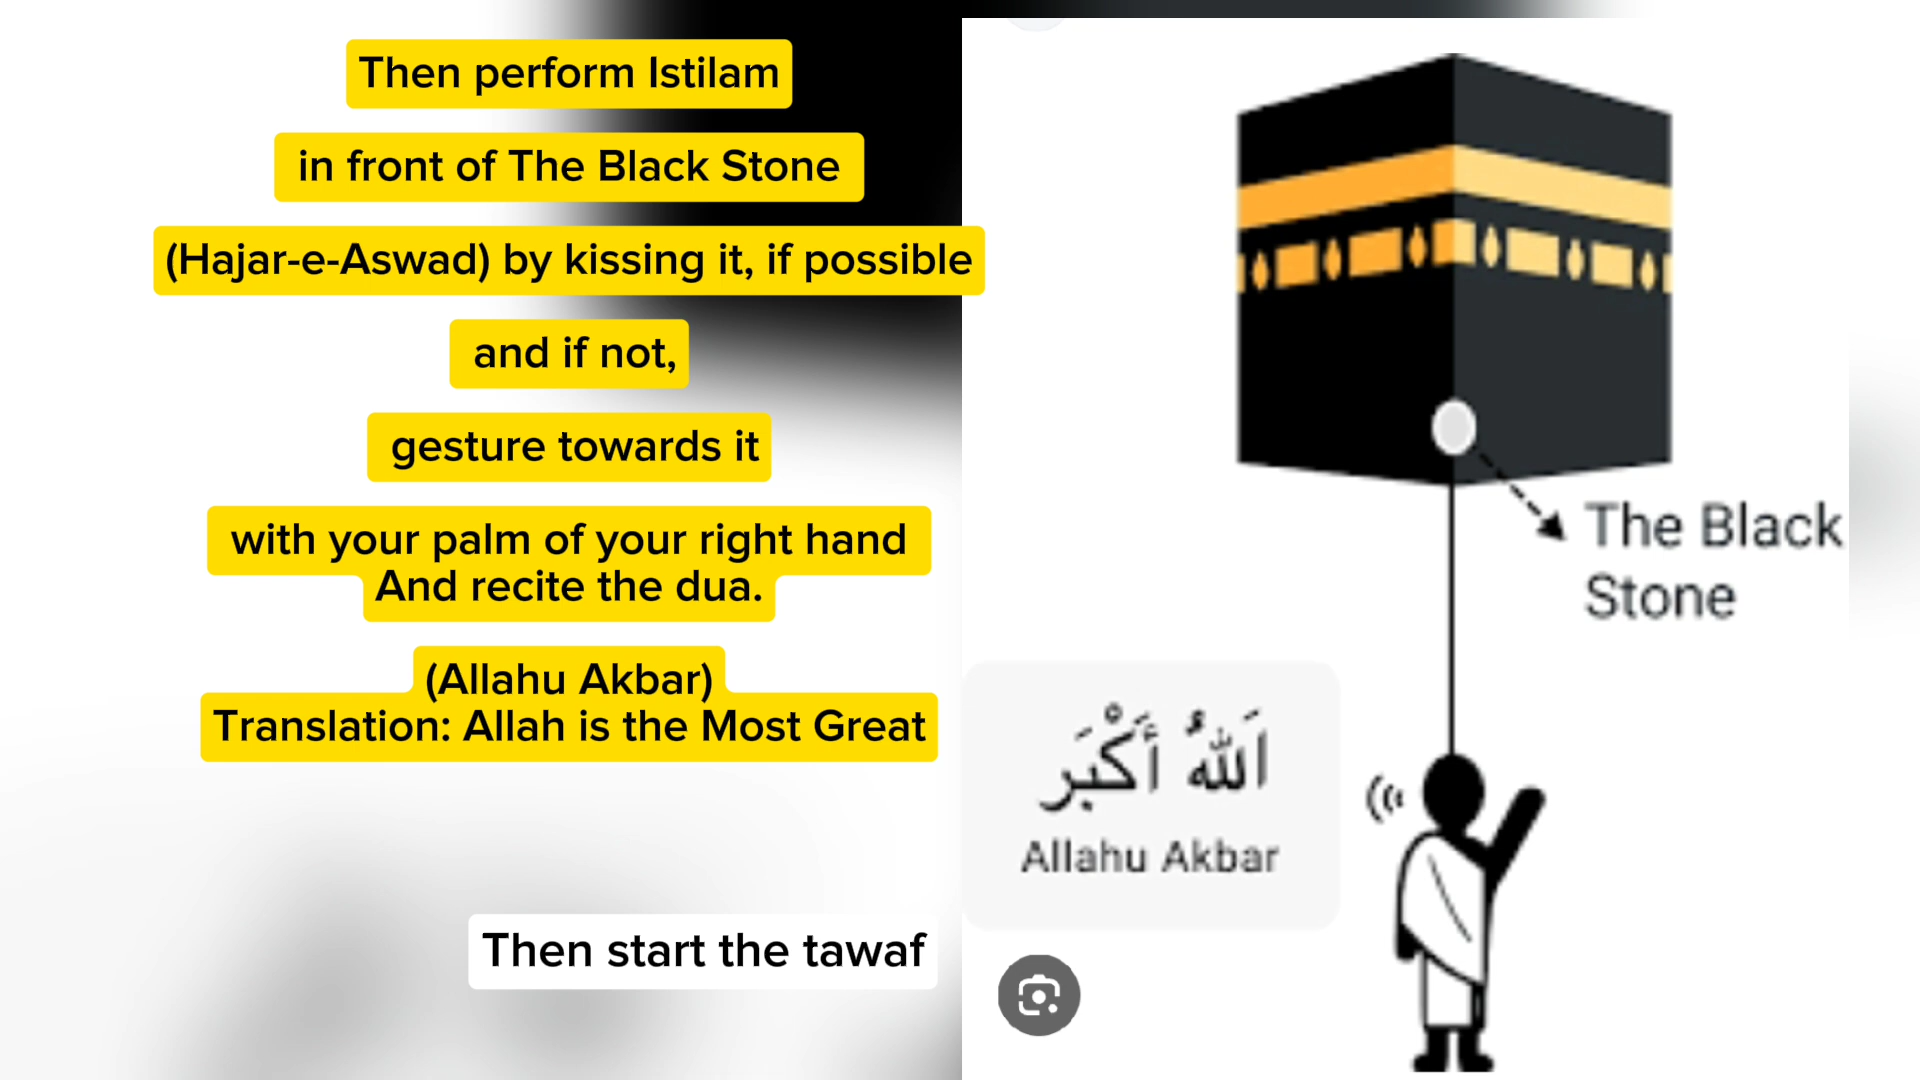 Then perform Istilam
in front of The Black Stone
(Hajar-e-Aswad) by kissing it, if possible
and if not,
gesture towards it
with your palm of your right hand
And recite the dua.
(Allahu Akbar)
Translation: Allah is the Most Great
Then start the tawaf
The Black
Stone
اَللهُ أَكْبَر
Allahu Akbar